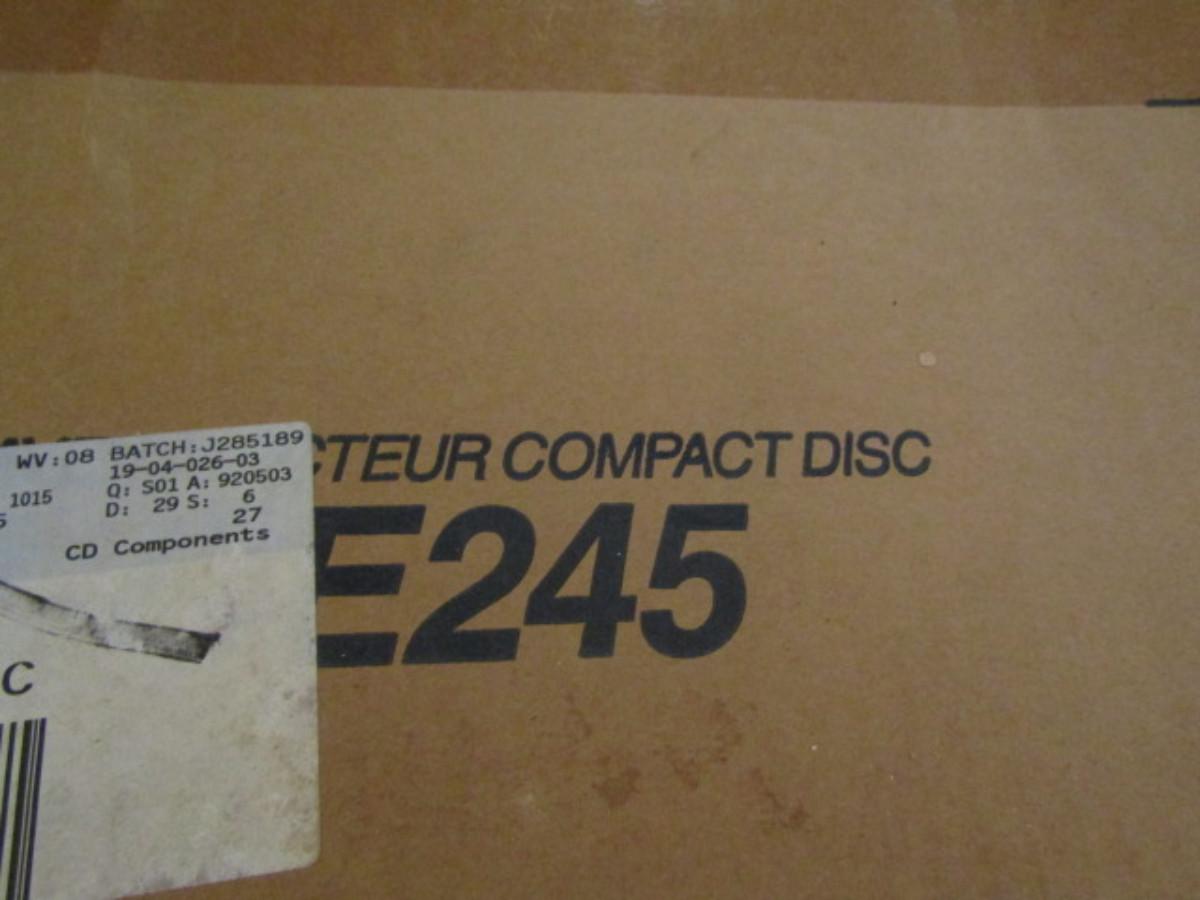 CTEUR COMPACT DISC
E245
WV:08 BATCH:J285189
19-04-026-03
1015 Q: S01 A: 920503
5 D: 29 S: 6
27
CD Components
C